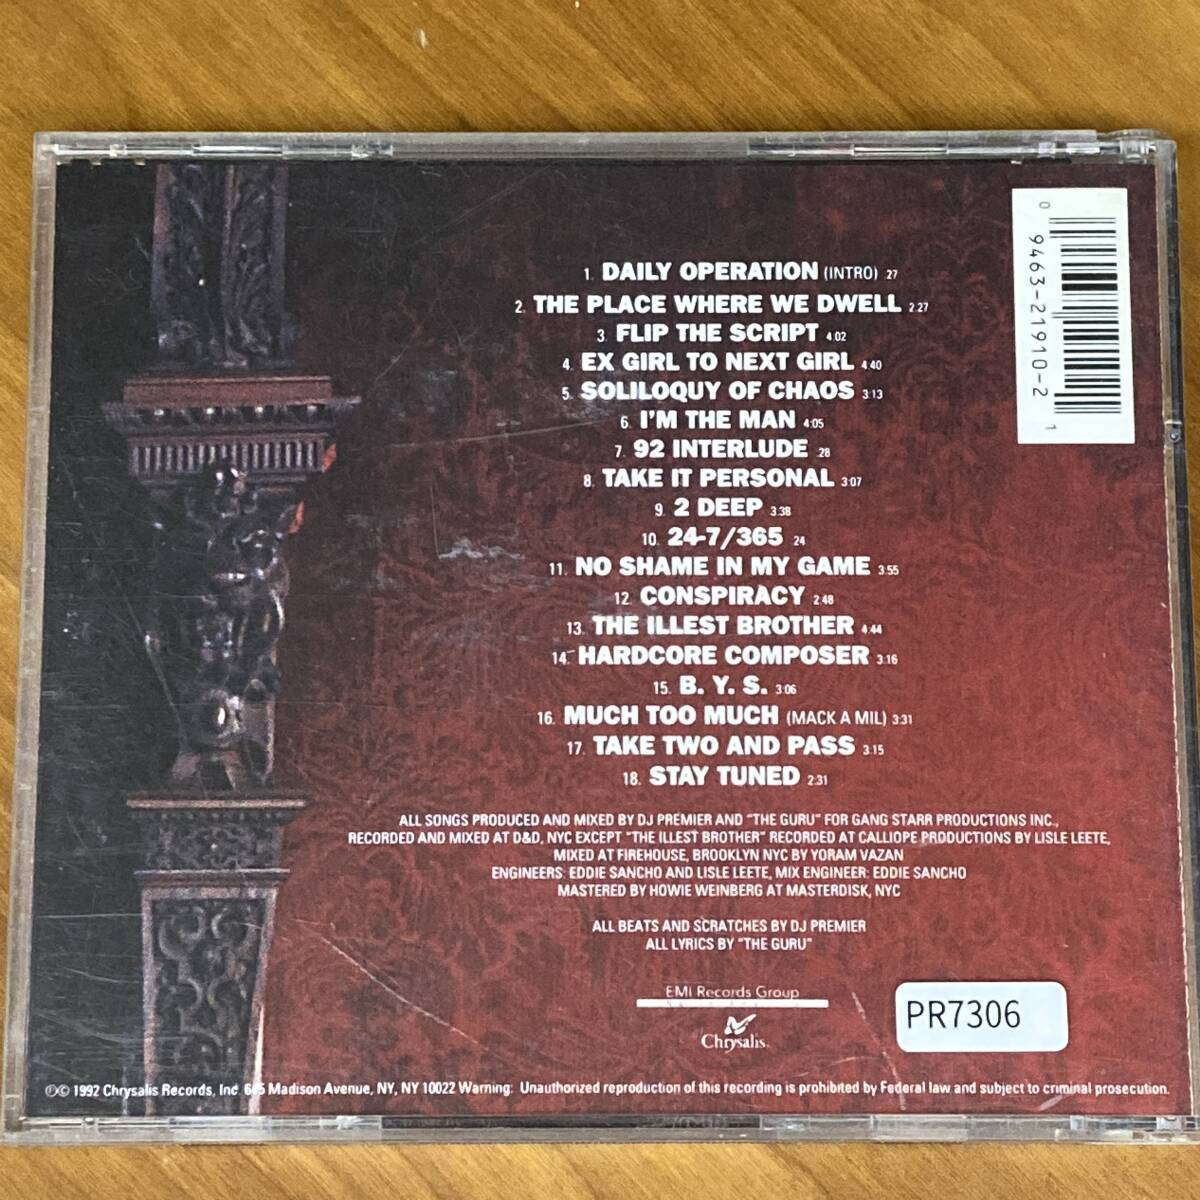 1. DAILY OPERATION (INTRO) :27
2. THE PLACE WHERE WE DWELL 2:27
3. FLIP THE SCRIPT 4:02
4. EX GIRL TO NEXT GIRL 4:40
5. SOLILOQUY OF CHAOS 3:13
6. I'M THE MAN 4:05
7. 92 INTERLUDE :28
8. TAKE IT PERSONAL 3:07
9. 2 DEEP 3:38
10. 24-7/365 :24
11. NO SHAME IN MY GAME 3:55
12. CONSPIRACY 2:48
13. THE ILLEST BROTHER 4:44
14. HARDCORE COMPOSER 3:16
15. B. Y. S. 3:06
16. MUCH TOO MUCH (MACK A MIL) 3:31
17. TAKE TWO AND PASS 3:15
18. STAY TUNED 2:31
0 9463-21910-2 1
ALL SONGS PRODUCED AND MIXED BY DJ PREMIER AND "THE GURU" FOR GANG STARR PRODUCTIONS INC.,
RECORDED AND MIXED AT D&D, NYC EXCEPT "THE ILLEST BROTHER" RECORDED AT CALLIOPE PRODUCTIONS BY LISLE LEETE,
MIXED AT FIREHOUSE, BROOKLYN NYC BY YORAM VAZAN
ENGINEERS: EDDIE SANCHO AND LISLE LEETE, MIX ENGINEER: EDDIE SANCHO
MASTERED BY HOWIE WEINBERG AT MASTERDISK, NYC
ALL BEATS AND SCRATCHES BY DJ PREMIER
ALL LYRICS BY "THE GURU"
EMI Records Group
Chrysalis.
PR7306
℗© 1992 Chrysalis Records, Inc. 645 Madison Avenue, NY, NY 10022 Warning: Unauthorized reproduction of this recording is prohibited by Federal law and subject to criminal prosecution.